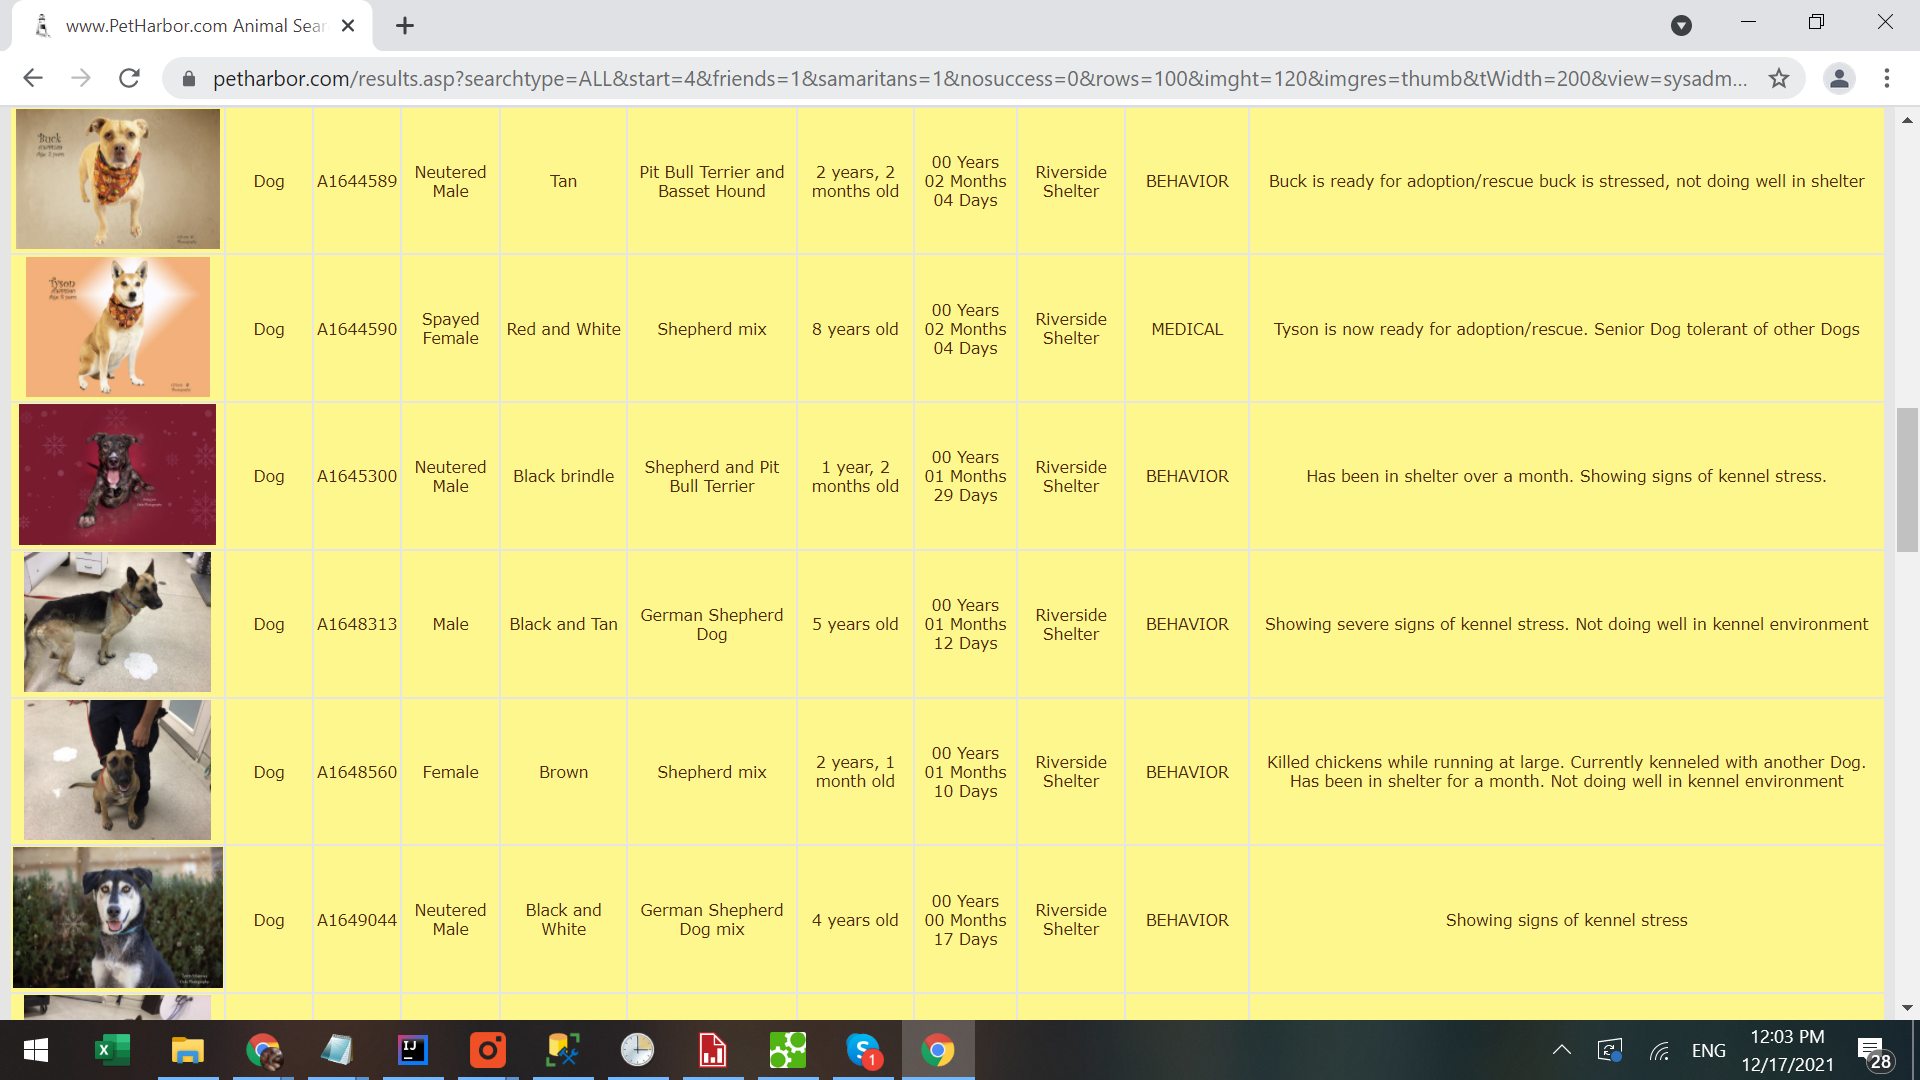 www.PetHarbor.com Animal Sear
petharbor.com/results.asp?searchtype=ALL&start=4&friends=1&samaritans=1&nosuccess=0&rows=100&imght=120&imgres=thumb&tWidth=200&view=sysadm...
Buck
Dog
A1644589
Neutered
Male
Tan
Pit Bull Terrier and
Basset Hound
2 years, 2
months old
00 Years
02 Months
04 Days
Riverside
Shelter
BEHAVIOR
Buck is ready for adoption/rescue buck is stressed, not doing well in shelter
Tyson
Dog
A1644590
Spayed
Female
Red and White
Shepherd mix
8 years old
00 Years
02 Months
04 Days
Riverside
Shelter
MEDICAL
Tyson is now ready for adoption/rescue. Senior Dog tolerant of other Dogs
Dog
A1645300
Neutered
Male
Black brindle
Shepherd and Pit
Bull Terrier
1 year, 2
months old
00 Years
01 Months
29 Days
Riverside
Shelter
BEHAVIOR
Has been in shelter over a month. Showing signs of kennel stress.
Dog
A1648313
Male
Black and Tan
German Shepherd
Dog
5 years old
00 Years
01 Months
12 Days
Riverside
Shelter
BEHAVIOR
Showing severe signs of kennel stress. Not doing well in kennel environment
Dog
A1648560
Female
Brown
Shepherd mix
2 years, 1
month old
00 Years
01 Months
10 Days
Riverside
Shelter
BEHAVIOR
Killed chickens while running at large. Currently kenneled with another Dog.
Has been in shelter for a month. Not doing well in kennel environment
Dog
A1649044
Neutered
Male
Black and
White
German Shepherd
Dog mix
4 years old
00 Years
00 Months
17 Days
Riverside
Shelter
BEHAVIOR
Showing signs of kennel stress
IJ
1
ENG
12:03 PM
12/17/2021
28